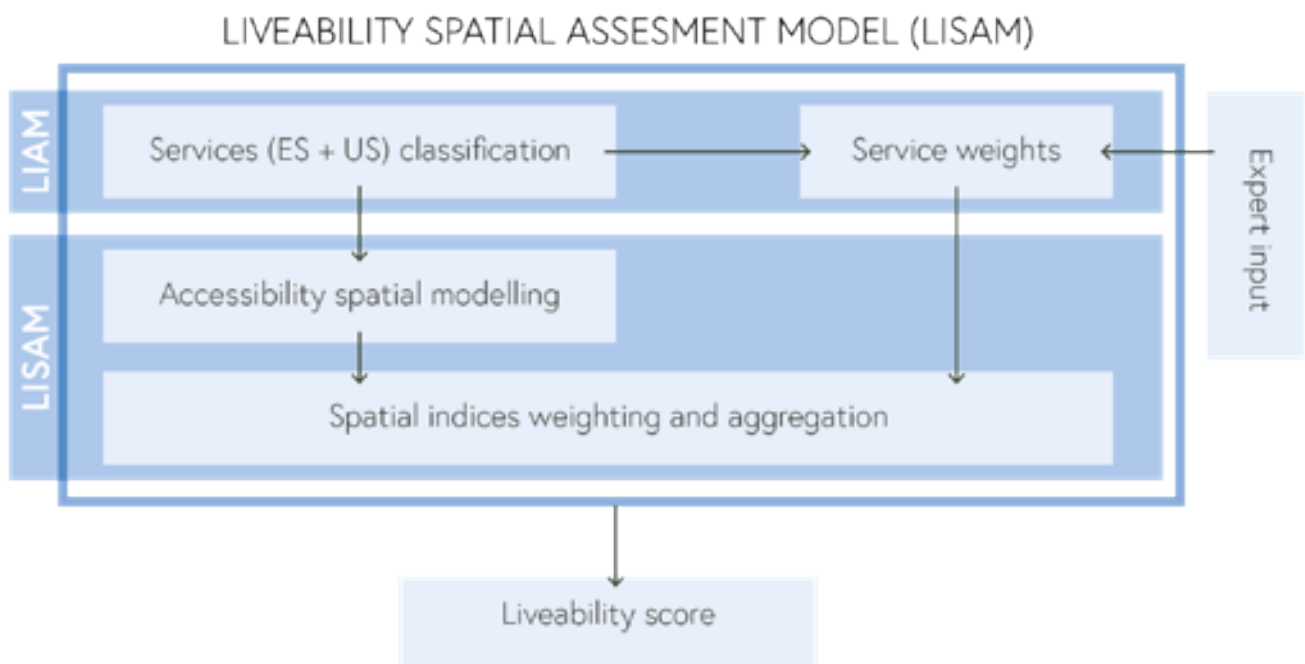 LIVEABILITY SPATIAL ASSESMENT MODEL (LISAM)
LIAM
Services (ES + US) classification
Service weights
Expert input
LISAM
Accessibility spatial modelling
Spatial indices weighting and aggregation
Liveability score